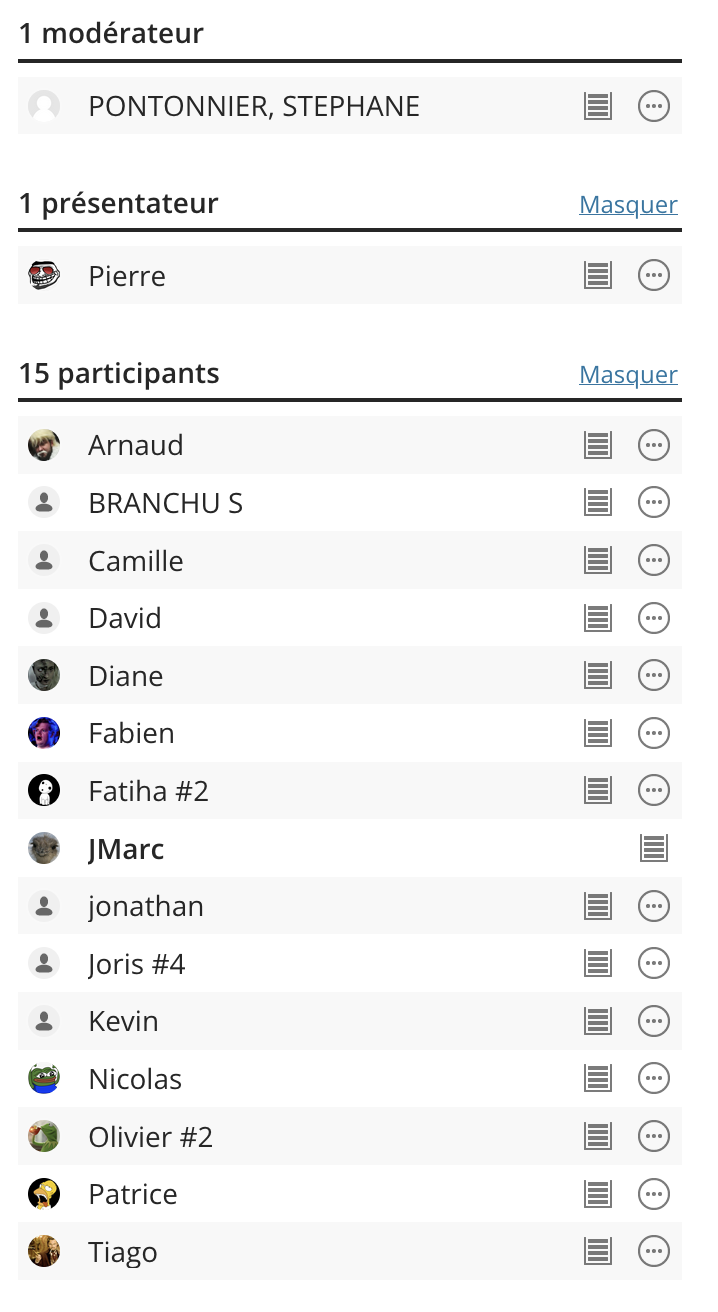 1 modérateur
PONTONNIER, STEPHANE
1 présentateur Masquer
Pierre
15 participants Masquer
Arnaud
BRANCHU S
Camille
David
Diane
Fabien
Fatiha #2
JMarc
jonathan
Joris #4
Kevin
Nicolas
Olivier #2
Patrice
Tiago